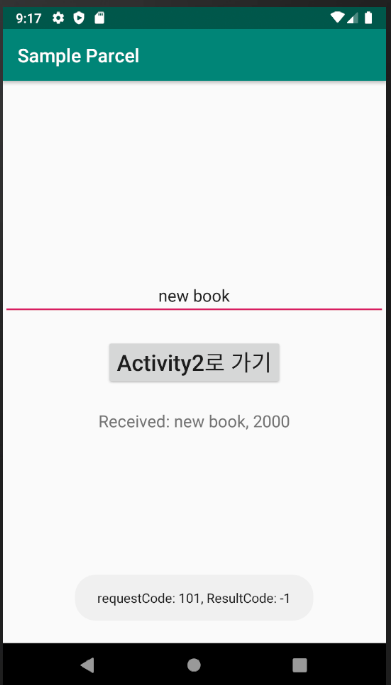 9:17
Sample Parcel
new book
Activity2로 가기
Received: new book, 2000
requestCode: 101, ResultCode: -1